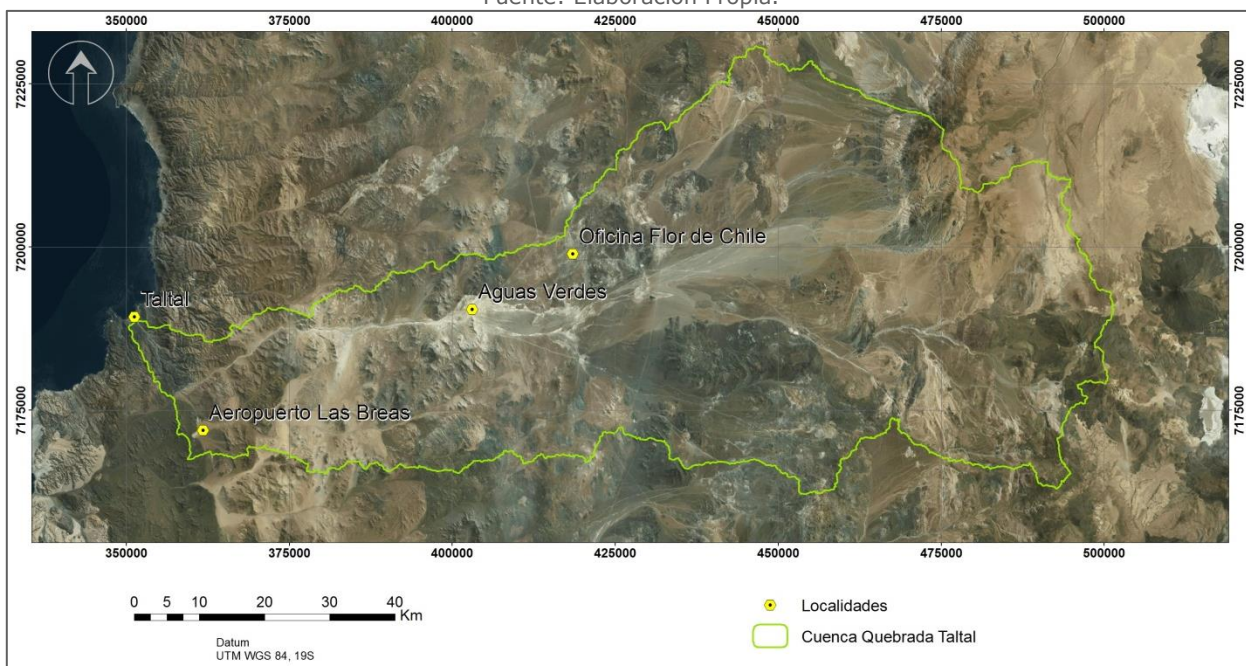 Fuente: Elaboración Propia.
350000 375000 400000 425000 450000 475000 500000
7225000 7225000
7200000 7200000
7175000 7175000
Oficina Flor de Chile
Aguas Verdes
Taltal
Aeropuerto Las Breas
350000 375000 400000 425000 450000 475000 500000
0 5 10 20 30 40
Km
Datum
UTM WGS 84, 19S
Localidades
Cuenca Quebrada Taltal